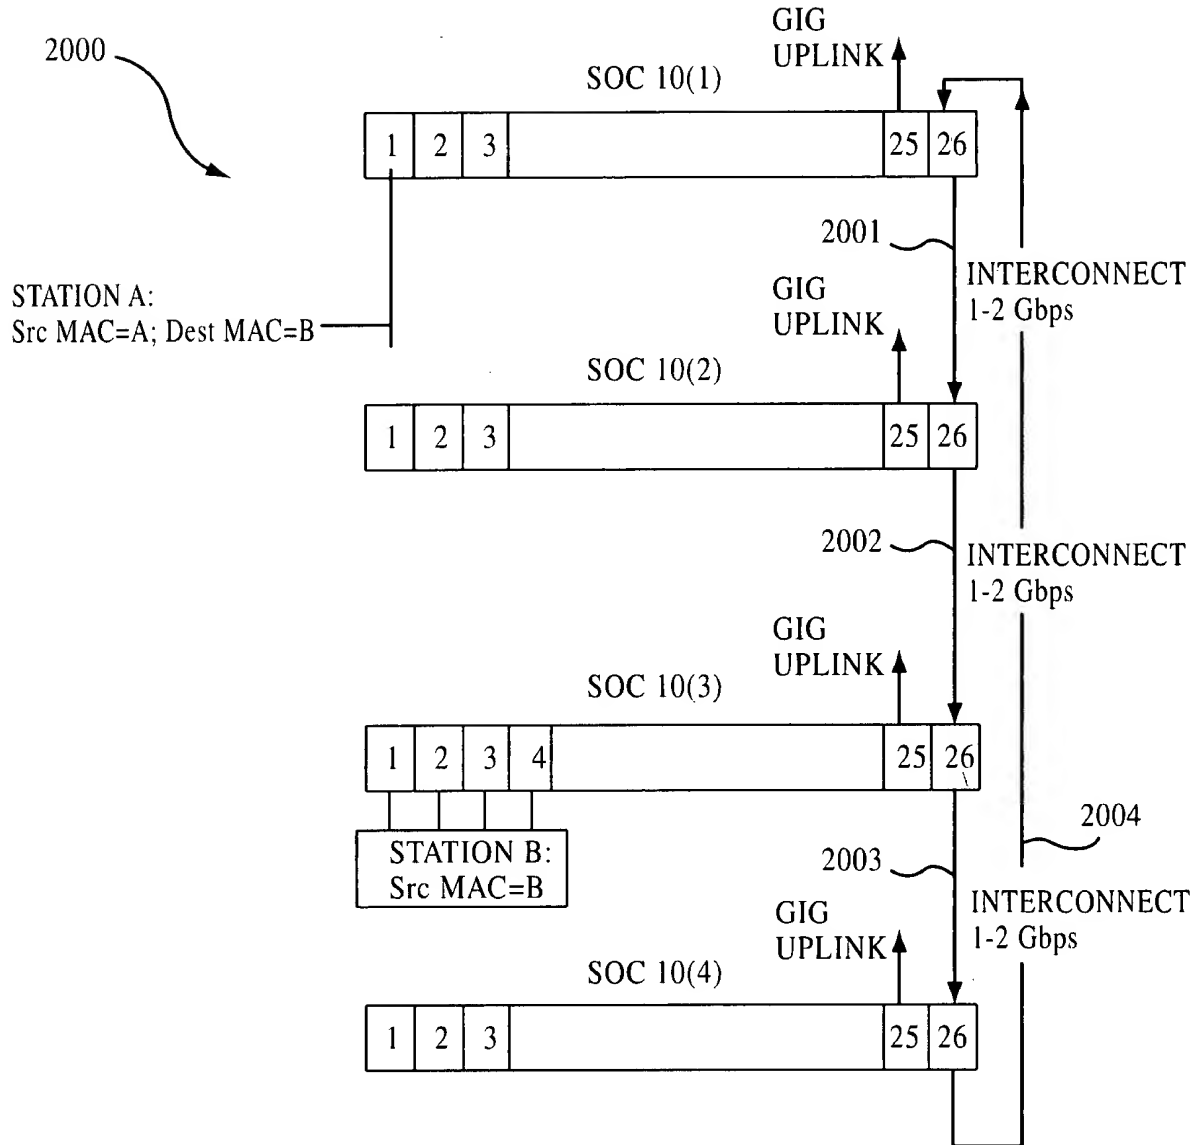 2000
GIG
UPLINK
SOC 10(1)
1 2 3 25 26
2001
INTERCONNECT
1-2 Gbps
STATION A:
Src MAC=A; Dest MAC=B
GIG
UPLINK
SOC 10(2)
1 2 3 25 26
2002
INTERCONNECT
1-2 Gbps
GIG
UPLINK
SOC 10(3)
1 2 3 4 25 26
2004
STATION B:
Src MAC=B
2003
INTERCONNECT
1-2 Gbps
GIG
UPLINK
SOC 10(4)
1 2 3 25 26